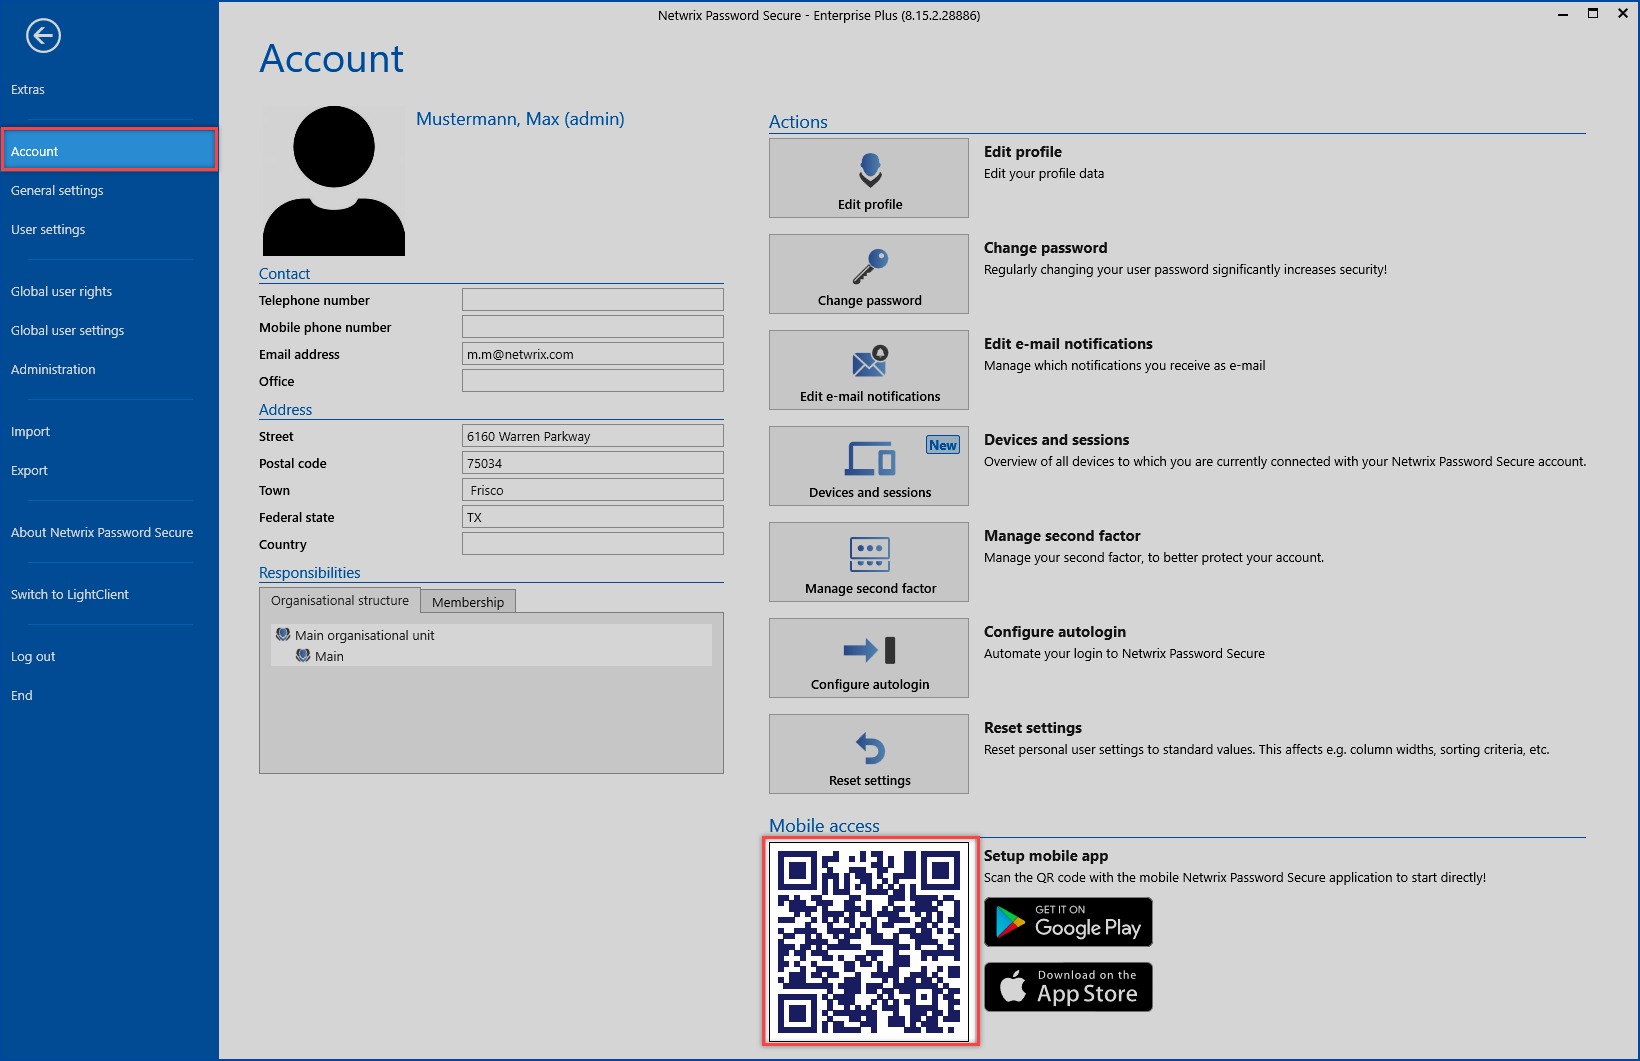 Netwrix Password Secure - Enterprise Plus (8.15.2.28886)
Extras
Account
General settings
User settings
Global user rights
Global user settings
Administration
Import
Export
About Netwrix Password Secure
Switch to LightClient
Log out
End
Account
Mustermann, Max (admin)
Contact
Telephone number
Mobile phone number
Email address m.m@netwrix.com
Office
Address
Street 6160 Warren Parkway
Postal code 75034
Town Frisco
Federal state TX
Country
Responsibilities
Organisational structure Membership
Main organisational unit
Main
Actions
Edit profile
Edit profile
Edit your profile data
Change password
Change password
Regularly changing your user password significantly increases security!
Edit e-mail notifications
Edit e-mail notifications
Manage which notifications you receive as e-mail
New
Devices and sessions
Devices and sessions
Overview of all devices to which you are currently connected with your Netwrix Password Secure account.
Manage second factor
Manage second factor
Manage your second factor, to better protect your account.
Configure autologin
Configure autologin
Automate your login to Netwrix Password Secure
Reset settings
Reset settings
Reset personal user settings to standard values. This affects e.g. column widths, sorting criteria, etc.
Mobile access
Setup mobile app
Scan the QR code with the mobile Netwrix Password Secure application to start directly!
GET IT ON
Google Play
Download on the
App Store